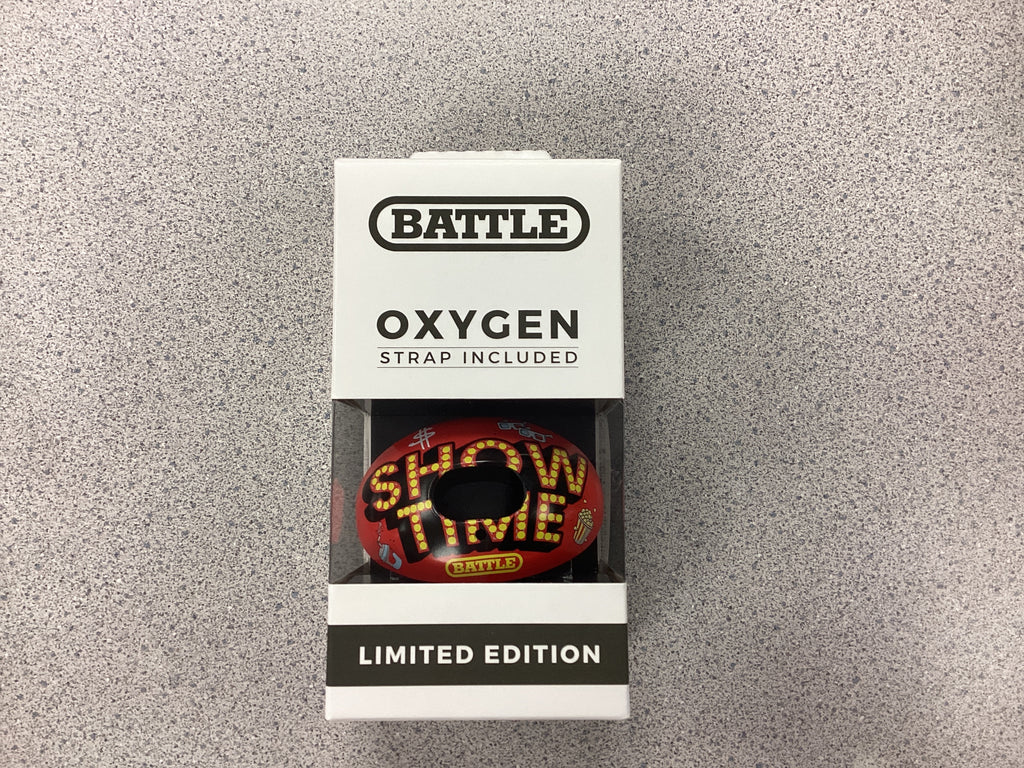 BATTLE
OXYGEN
STRAP INCLUDED
$
SHOW
TIME
BATTLE
LIMITED EDITION